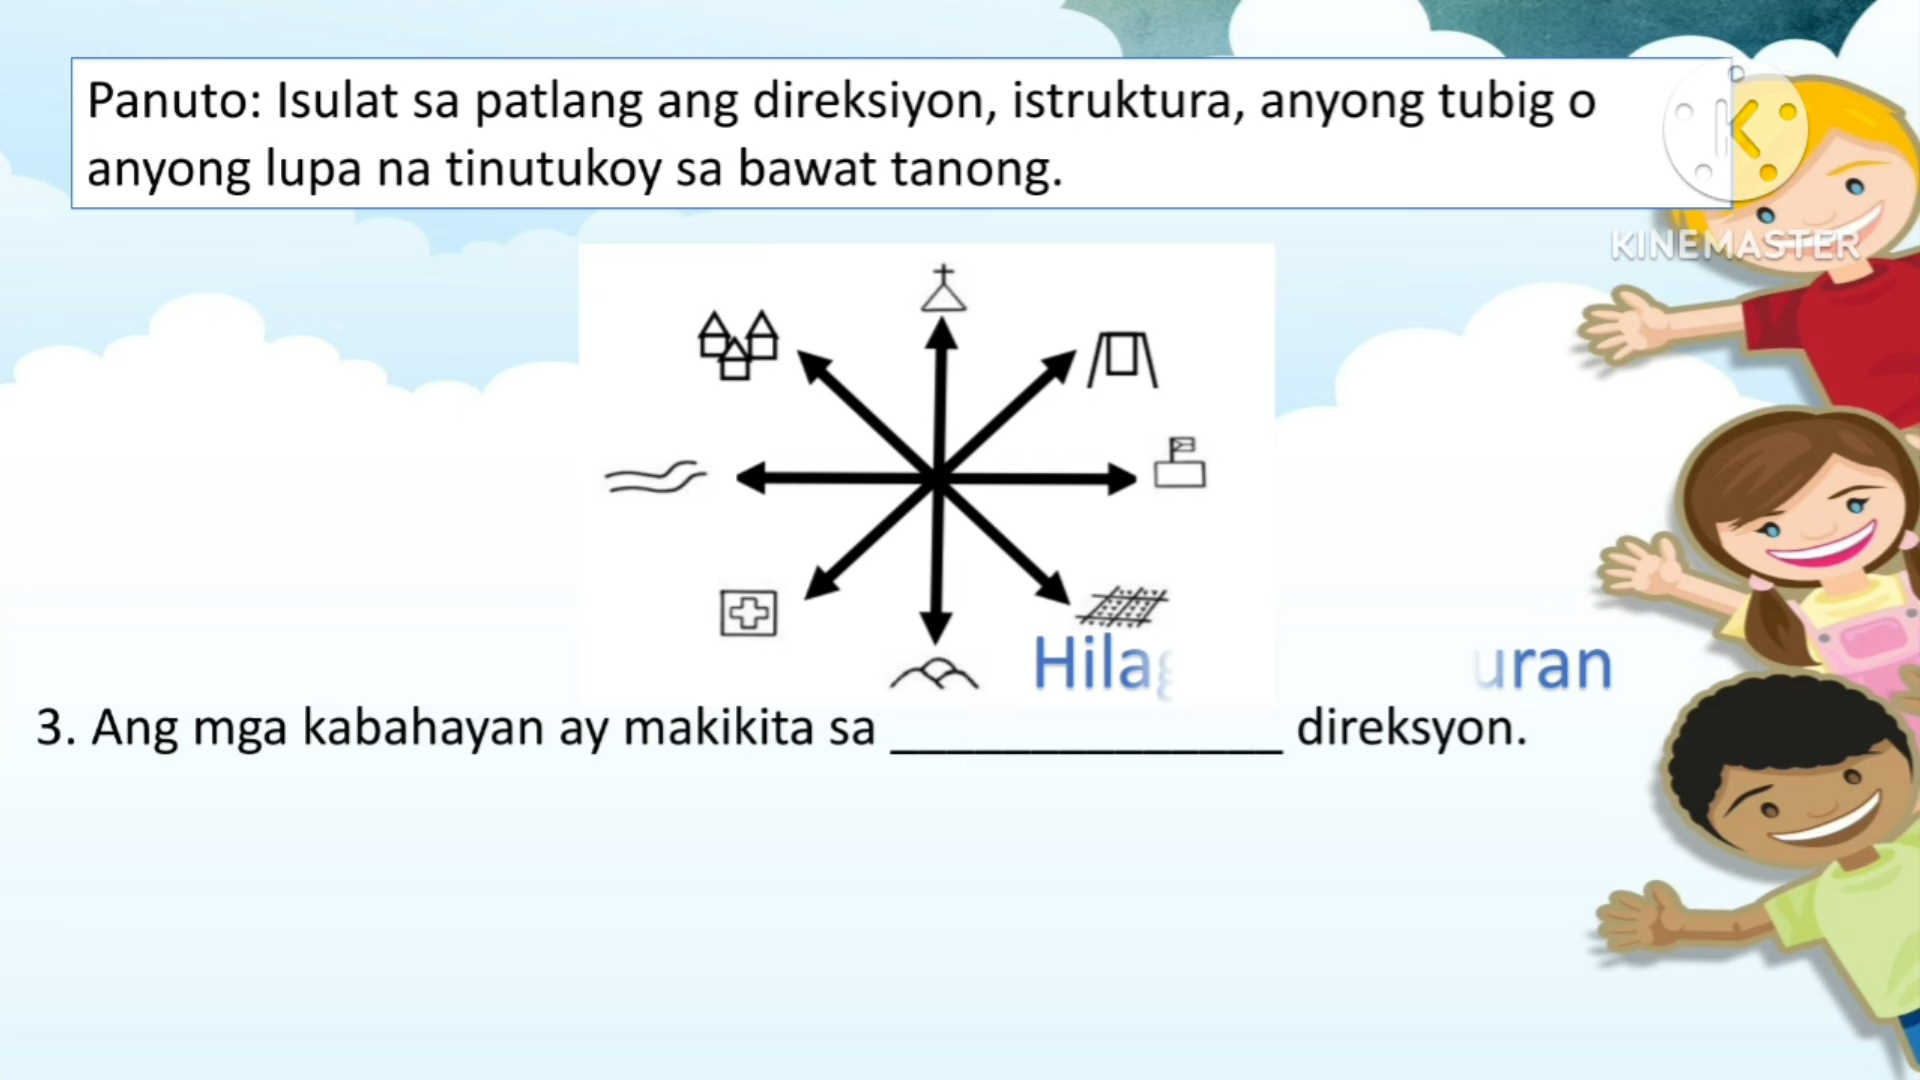 Panuto: Isulat sa patlang ang direksiyon, istruktura, anyong tubig o
anyong lupa na tinutukoy sa bawat tanong.
KINEMASTER
3. Ang mga kabahayan ay makikita sa ______________ direksyon.